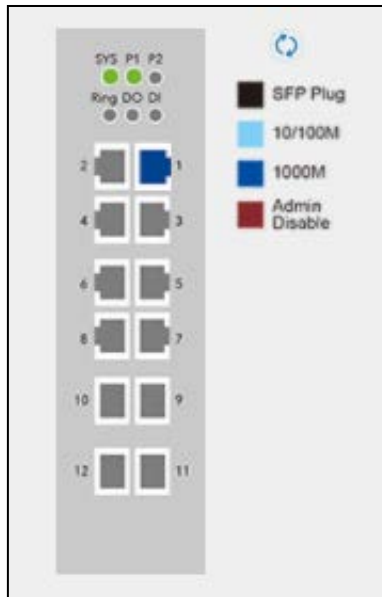 SYS P1 P2
Ring DO DI
2 1
4 3
6 5
8 7
10 9
12 11
SFP Plug
10/100M
1000M
Admin
Disable